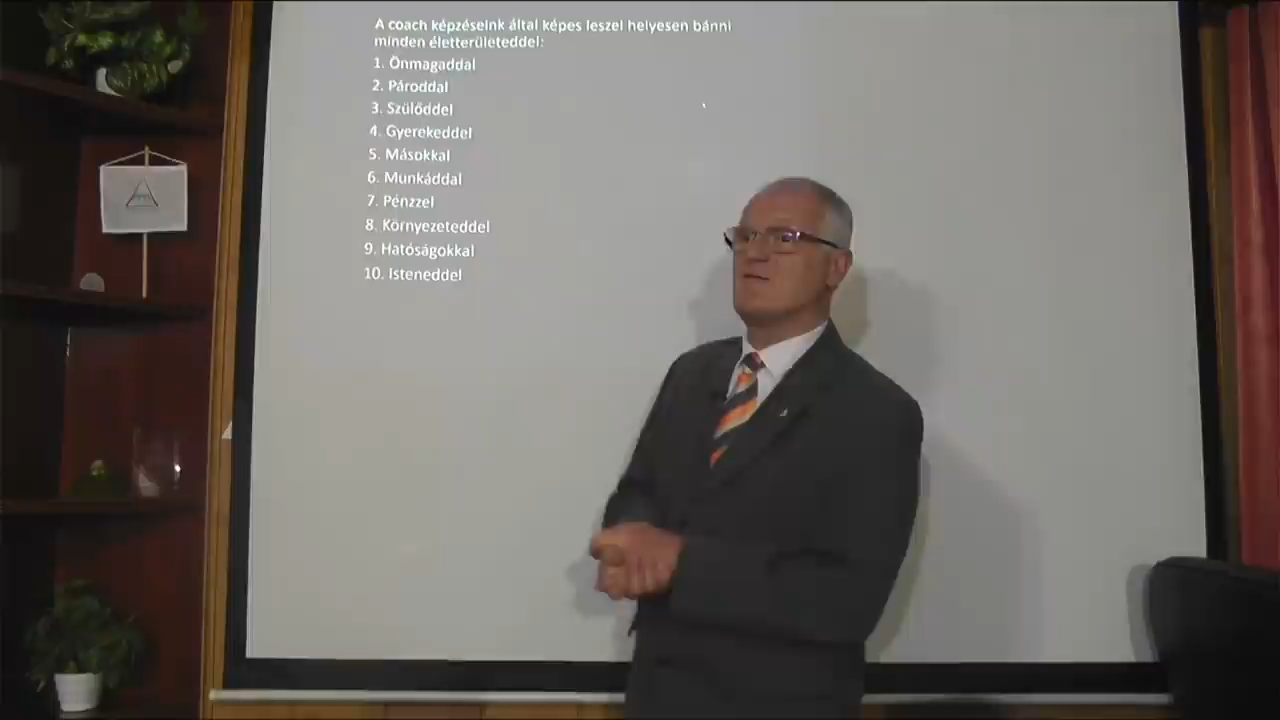 A coach képzéseink által képes leszel helyesen bánni
minden életterületeddel:
1. Önmagaddal
2. Pároddal
3. Szülőddel
4. Gyerekeddel
5. Másokkal
6. Munkáddal
7. Pénzzel
8. Környezeteddel
9. Hatóságokkal
10. Isteneddel